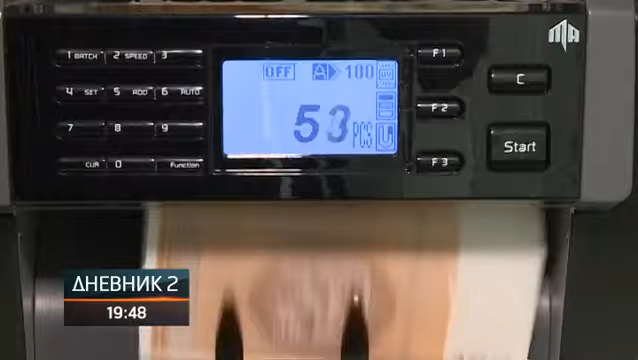 1 BATCH 2 SPEED 3
4 SET 5 ADD 6 AUTO
7 8 9
CUR 0 Function
OFF A 100
53 PCS
F1
F2
F3
C
Start
ДНЕВНИК 2
19:48